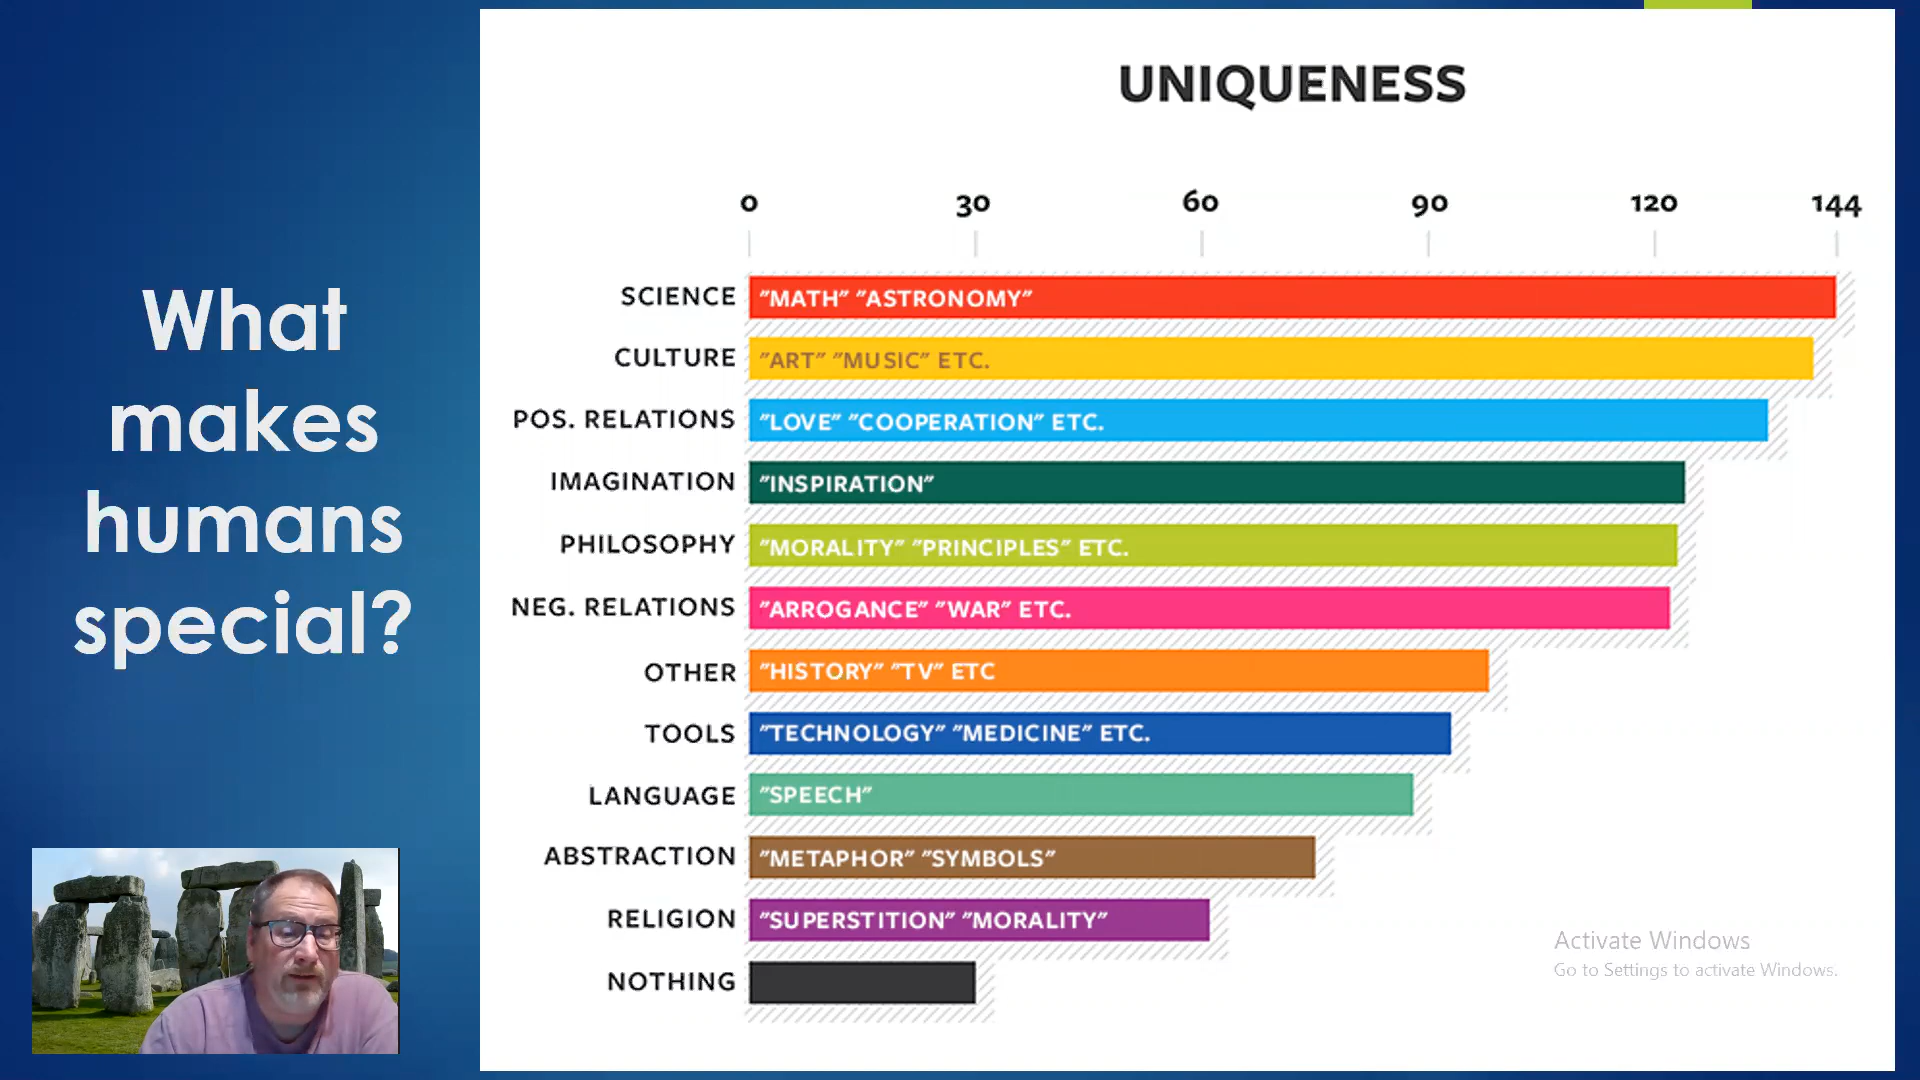 What
makes
humans
special?
UNIQUENESS
0 30 60 90 120 144
SCIENCE "MATH" "ASTRONOMY"
CULTURE "ART" "MUSIC" ETC.
POS. RELATIONS "LOVE" "COOPERATION" ETC.
IMAGINATION "INSPIRATION"
PHILOSOPHY "MORALITY" "PRINCIPLES" ETC.
NEG. RELATIONS "ARROGANCE" "WAR" ETC.
OTHER "HISTORY" "TV" ETC
TOOLS "TECHNOLOGY" "MEDICINE" ETC.
LANGUAGE "SPEECH"
ABSTRACTION "METAPHOR" "SYMBOLS"
RELIGION "SUPERSTITION" "MORALITY"
NOTHING
Activate Windows
Go to Settings to activate Windows.